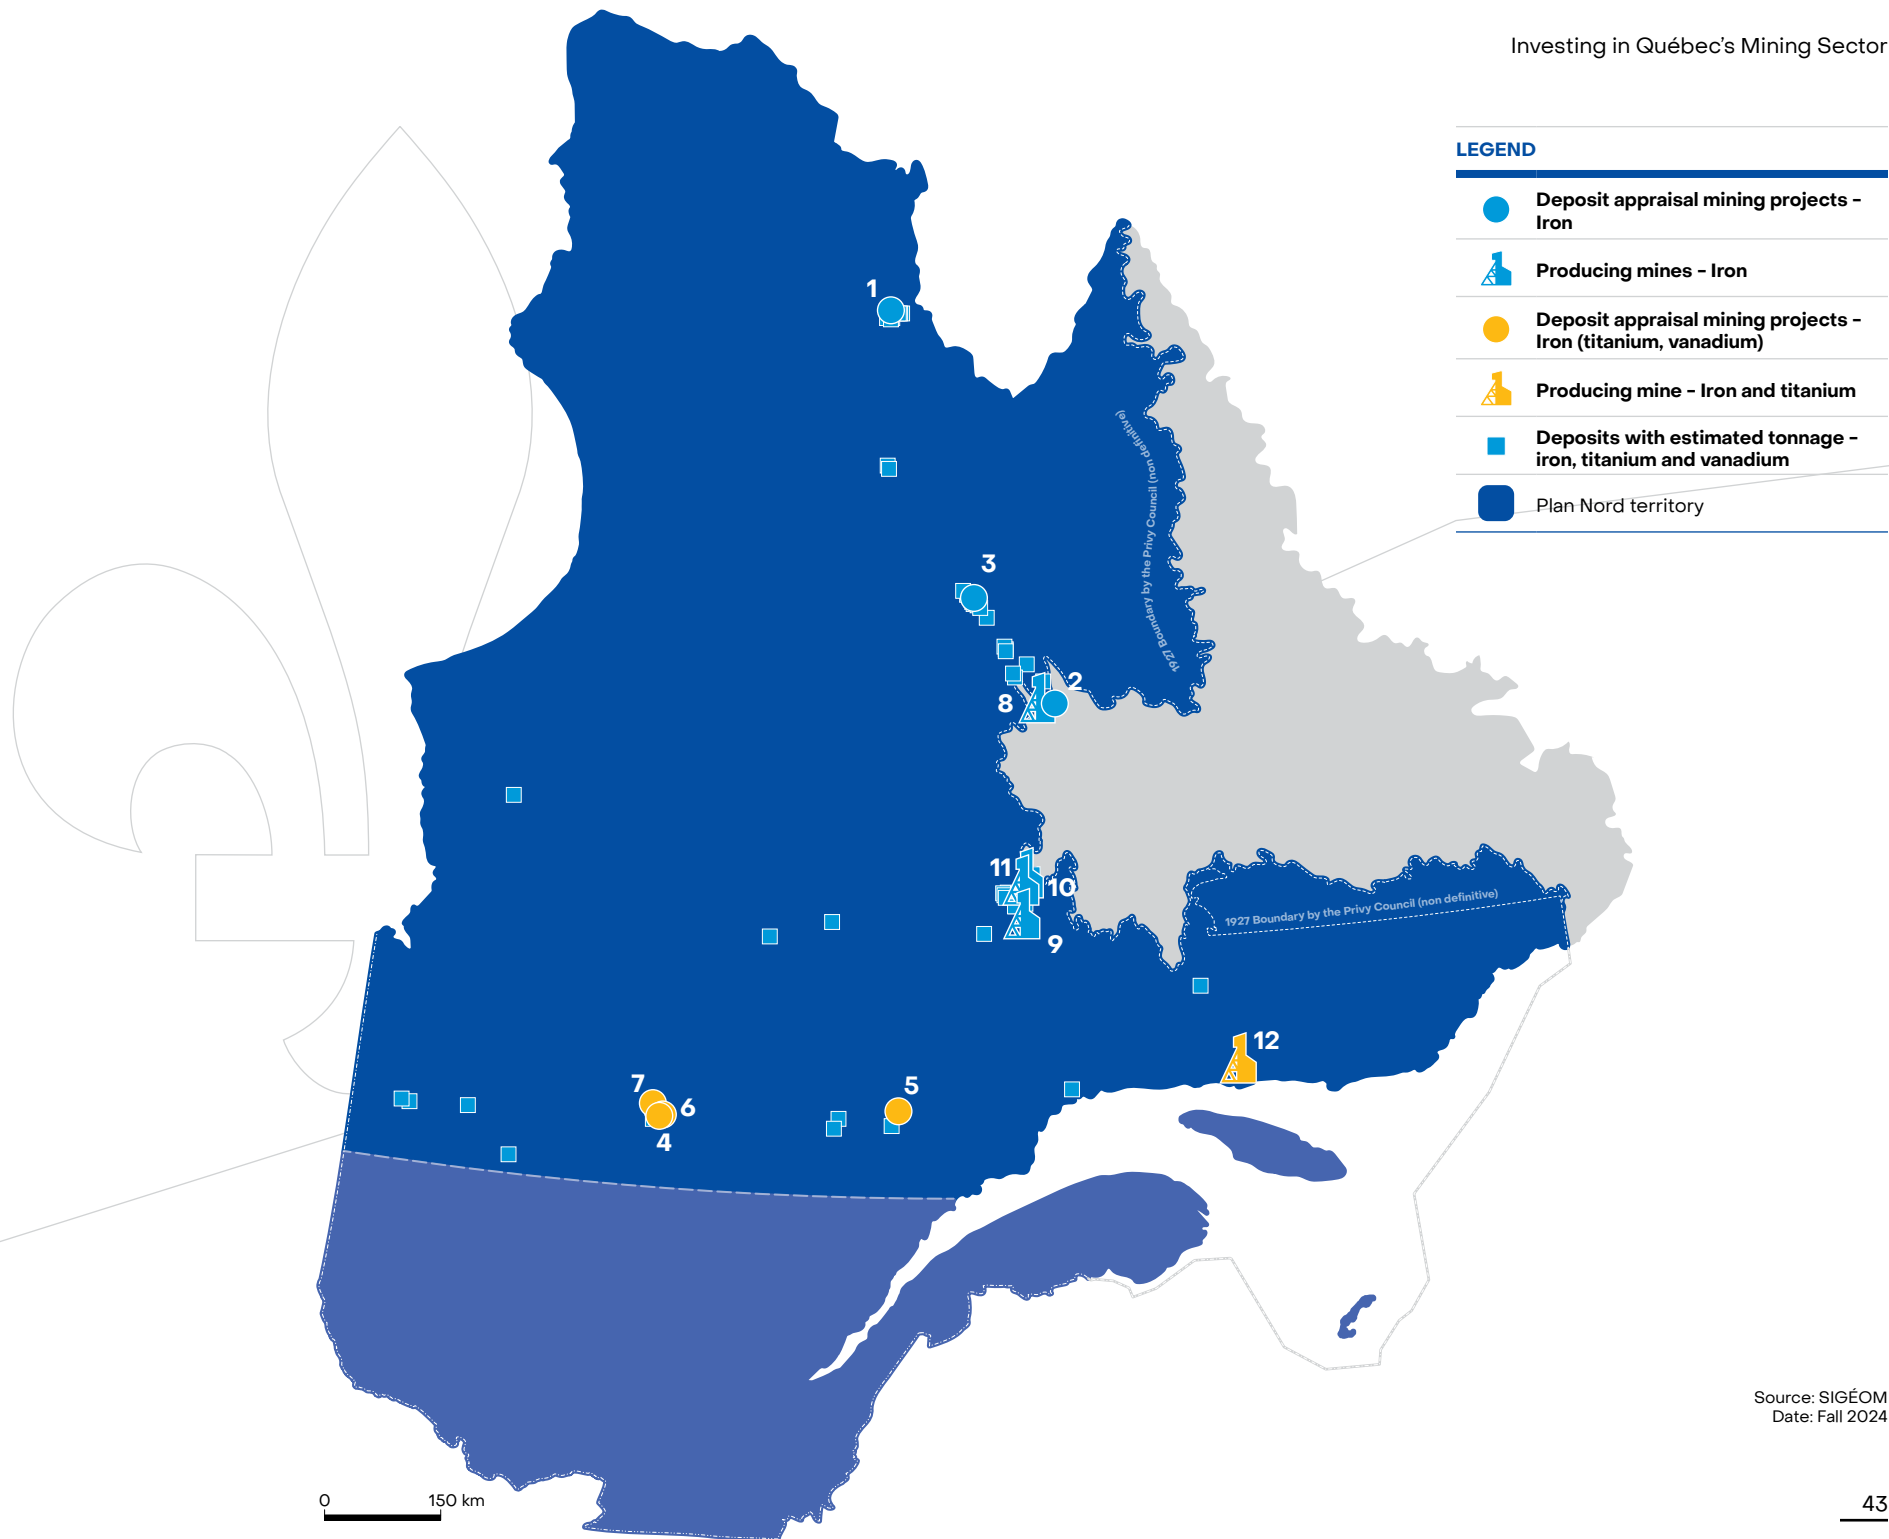 Investing in Québec's Mining Sector
LEGEND
Deposit appraisal mining projects –
Iron
Producing mines – Iron
Deposit appraisal mining projects –
Iron (titanium, vanadium)
Producing mine – Iron and titanium
Deposits with estimated tonnage –
iron, titanium and vanadium
Plan Nord territory
1
1927 Boundary by the Privy Council (non definitive)
3
2
8
11
10
9
1927 Boundary by the Privy Council (non definitive)
12
7
6
4
5
0 150 km
Source: SIGÉOM
Date: Fall 2024
43